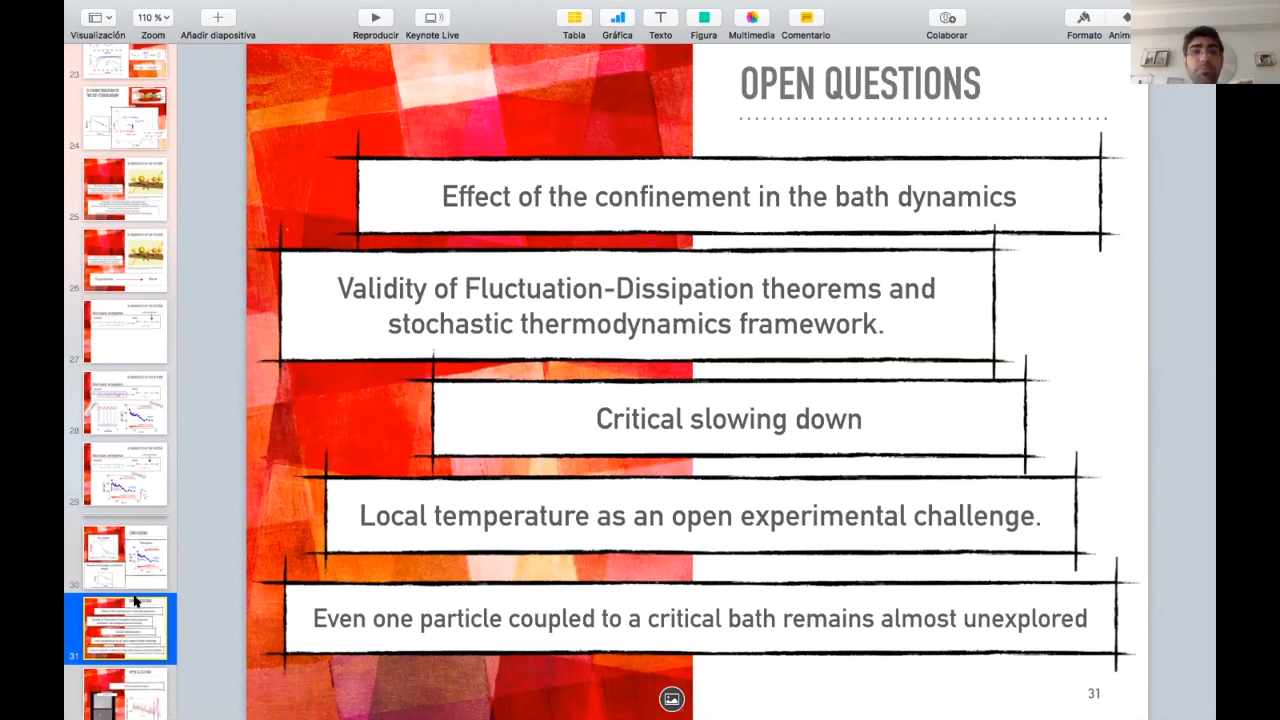 Visualización
110 %
Zoom
Añadir diapositiva
Reproducir
Keynote Live
Tabla
Gráfica
Texto
Figura
Multimedia
Comentario
Colaborar
Formato
Anima
OPEN QUESTIONS
Effect o the confinement in the bath dynamics
Validity of Fluctuation-Dissipation theorems and
stochastic thermodynamics framework.
Critical slowing down
Local temperature as an open experimental challenge.
Even one particle coupled to a critical bath remains almost unexplored
31
23
24
25
26
27
28
29
30
31